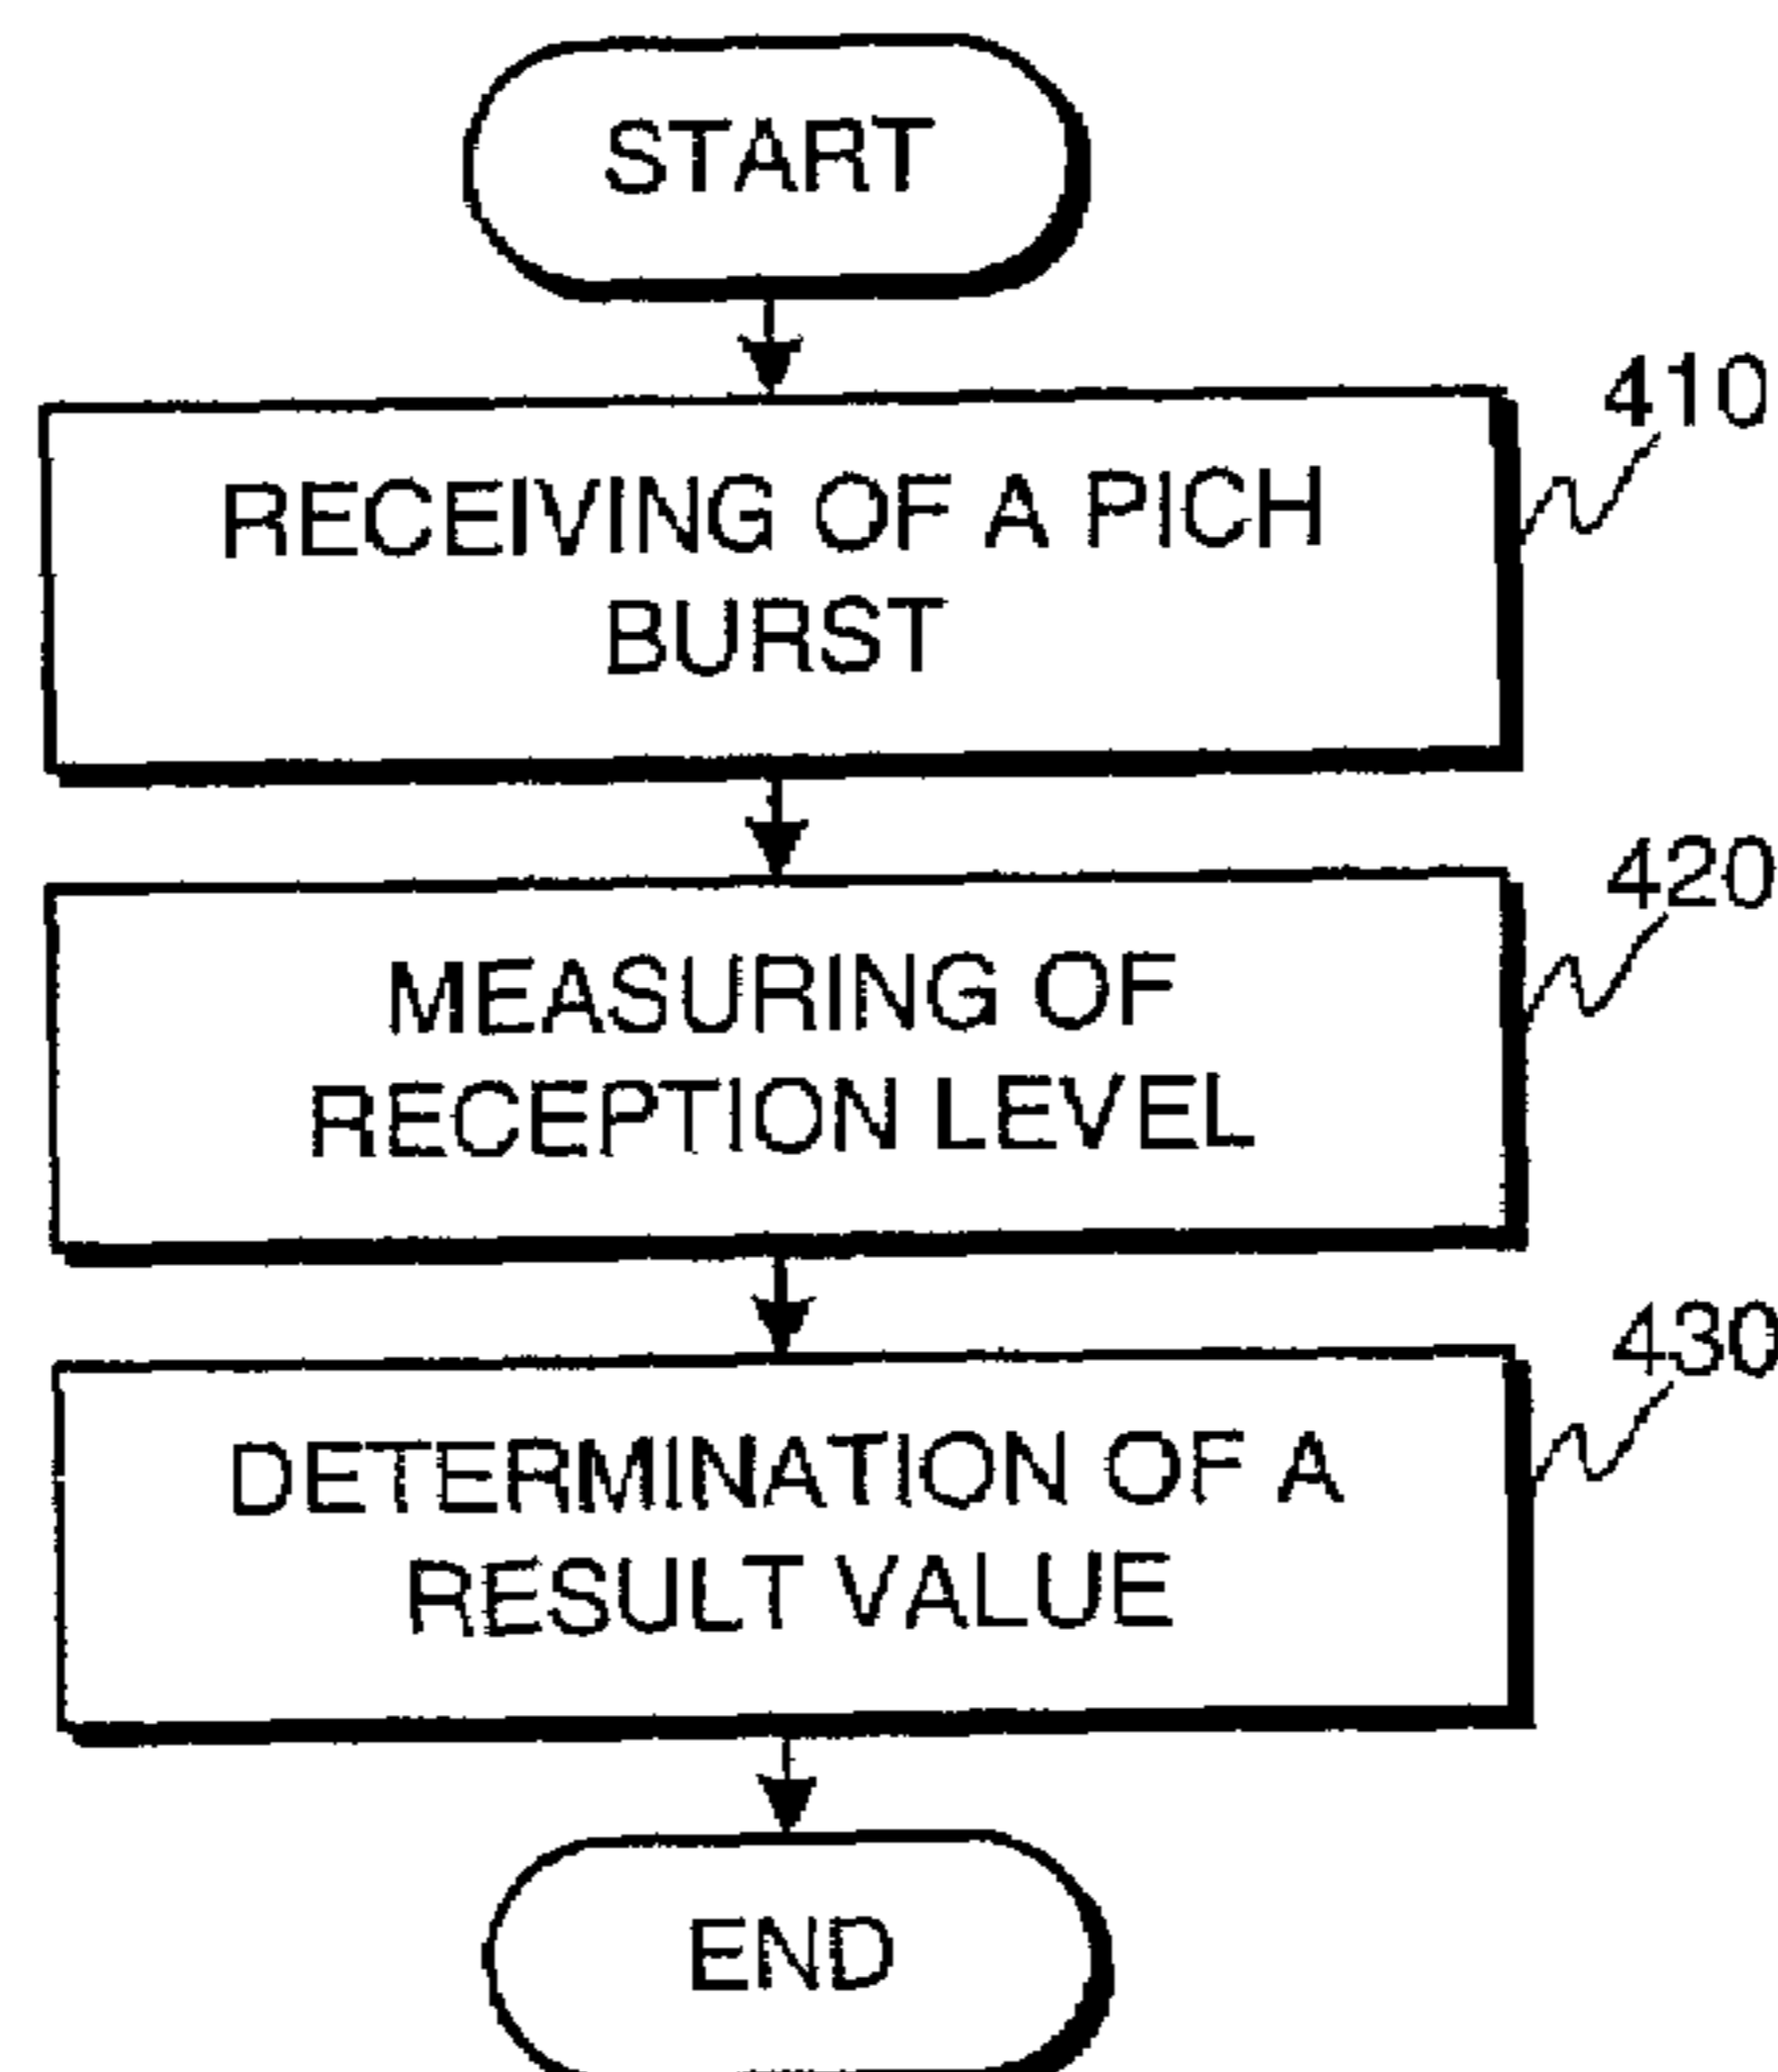 START
410
RECEIVING OF A PICH
BURST
420
MEASURING OF
RECEPTION LEVEL
430
DETERMINATION OF A
RESULT VALUE
END